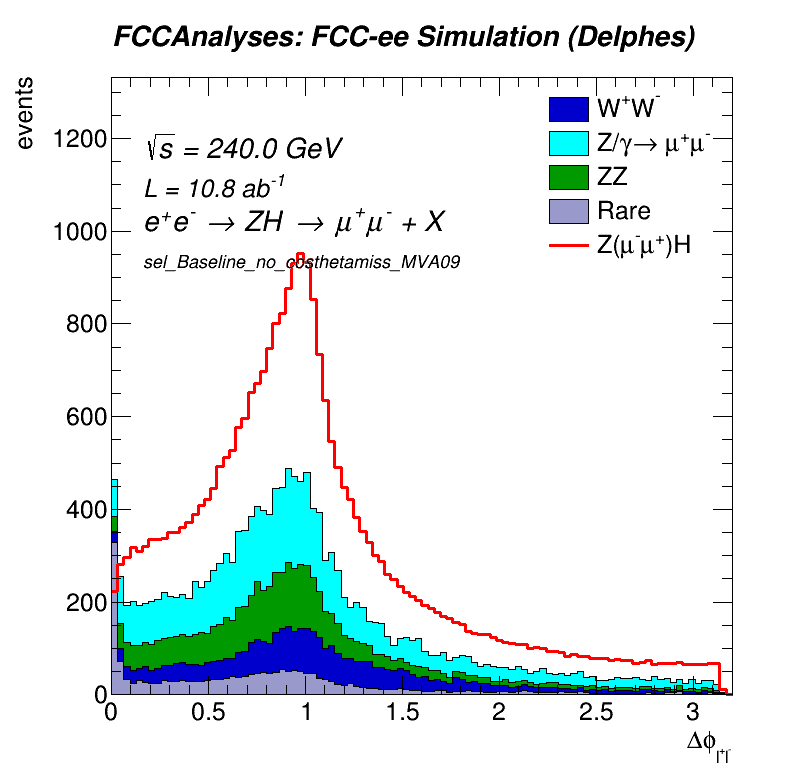 FCCAnalyses: FCC-ee Simulation (Delphes)
events
√s = 240.0 GeV
L = 10.8 ab⁻¹
e⁺e⁻ → ZH → μ⁺μ⁻ + X
sel_Baseline_no_costhetamiss_MVA09
W⁺W⁻
Z/γ→ μ⁺μ⁻
ZZ
Rare
Z(μ⁻μ⁺)H
1200
1000
800
600
400
200
0
0 0.5 1 1.5 2 2.5 3
Δϕ l⁺l⁻